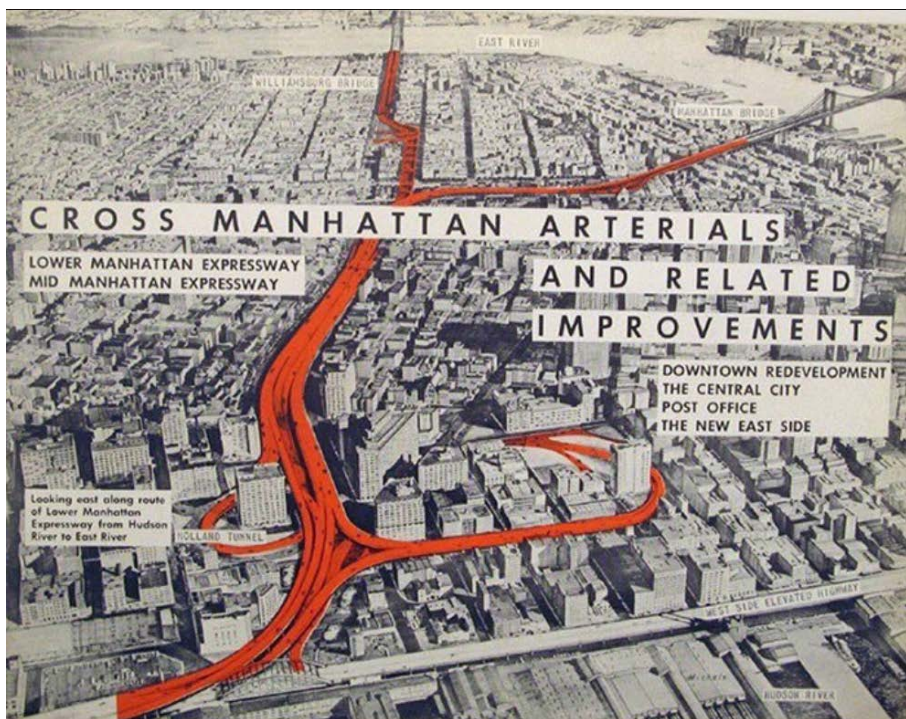 EAST RIVER
WILLIAMSBURG BRIDGE
MANHATTAN BRIDGE
CROSS MANHATTAN ARTERIALS
AND RELATED
IMPROVEMENTS
LOWER MANHATTAN EXPRESSWAY
MID MANHATTAN EXPRESSWAY
DOWNTOWN REDEVELOPMENT
THE CENTRAL CITY
POST OFFICE
THE NEW EAST SIDE
Looking east along route
of Lower Manhattan
Expressway from Hudson
River to East River
HOLLAND TUNNEL
WEST SIDE ELEVATED HIGHWAY
HUDSON RIVER